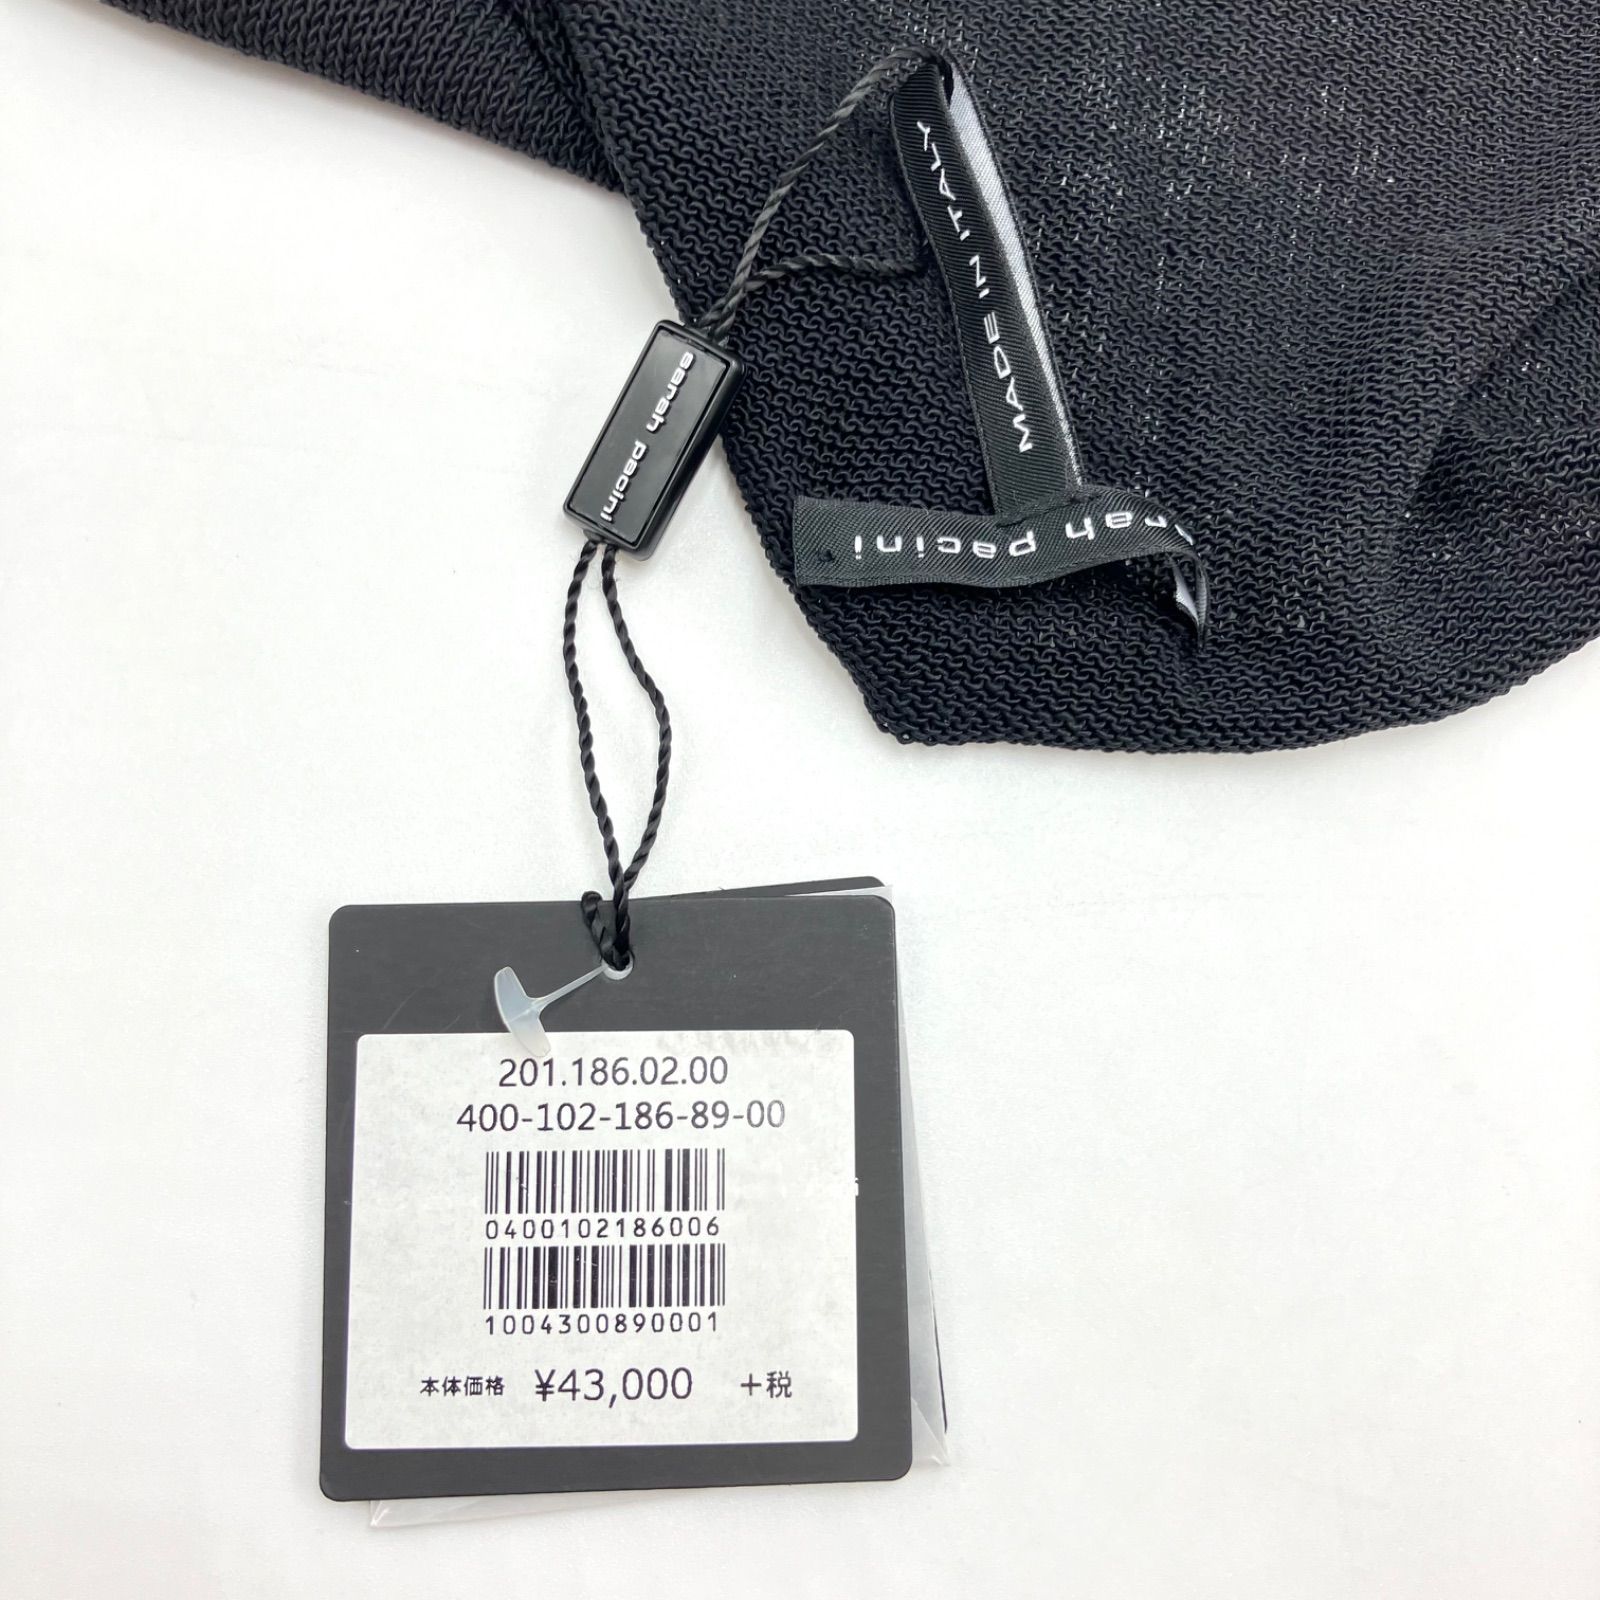 MADE IN ITALY
sarah pacini
rah pacini
201.186.02.00
400-102-186-89-00
0400102186006
1004300890001
本体価格 ¥43,000 +税